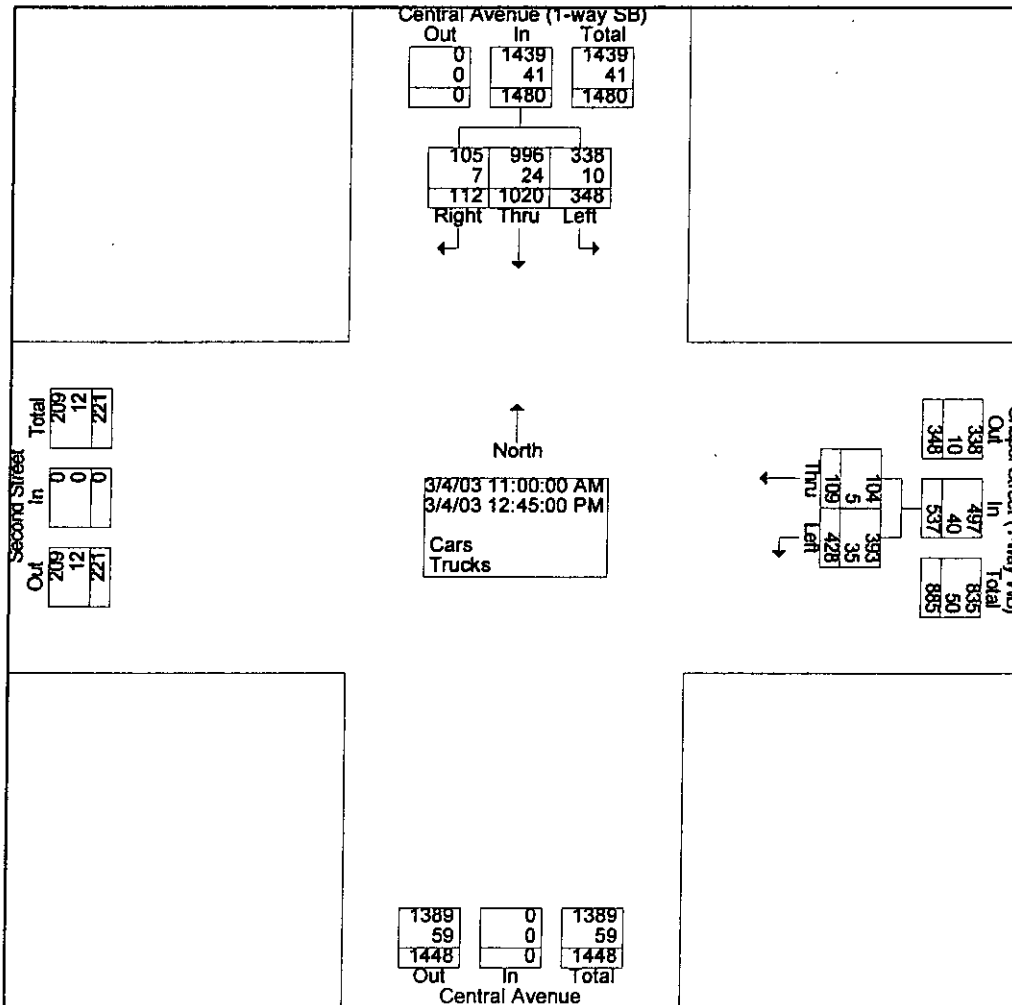 Central Avenue (1-way SB)
Out In Total
0 1439 1439
0 41 41
0 1480 1480
105 996 338
7 24 10
112 1020 348
Right Thru Left
Second Street
Total
209
12
221
In
0
0
0
Out
209
12
221
North
3/4/03 11:00:00 AM
3/4/03 12:45:00 PM
Cars
Trucks
Thru
104
5
109
Left
393
35
428
Out
338
10
348
In
497
40
537
Total
835
50
885
1389 0 1389
59 0 59
1448 0 1448
Out In Total
Central Avenue